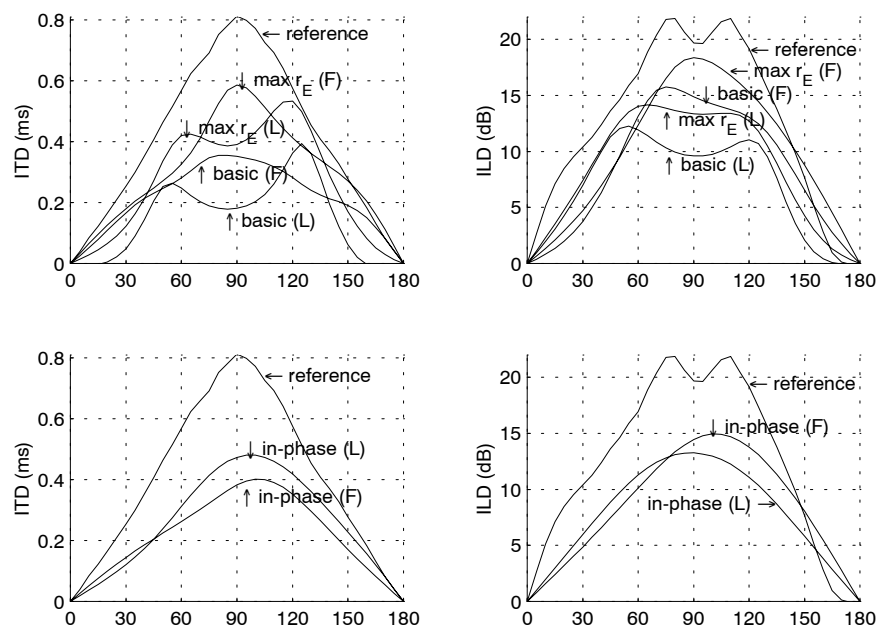 0.8
0.6
0.4
0.2
0
ITD (ms)
← reference
max r_E (F)
max r_E (L)
basic (F)
basic (L)
0 30 60 90 120 150 180
20
15
10
5
0
ILD (dB)
← reference
max r_E (F)
basic (F)
max r_E (L)
basic (L)
0 30 60 90 120 150 180
0.8
0.6
0.4
0.2
0
ITD (ms)
← reference
in-phase (L)
in-phase (F)
0 30 60 90 120 150 180
20
15
10
5
0
ILD (dB)
← reference
in-phase (F)
in-phase (L) →
0 30 60 90 120 150 180